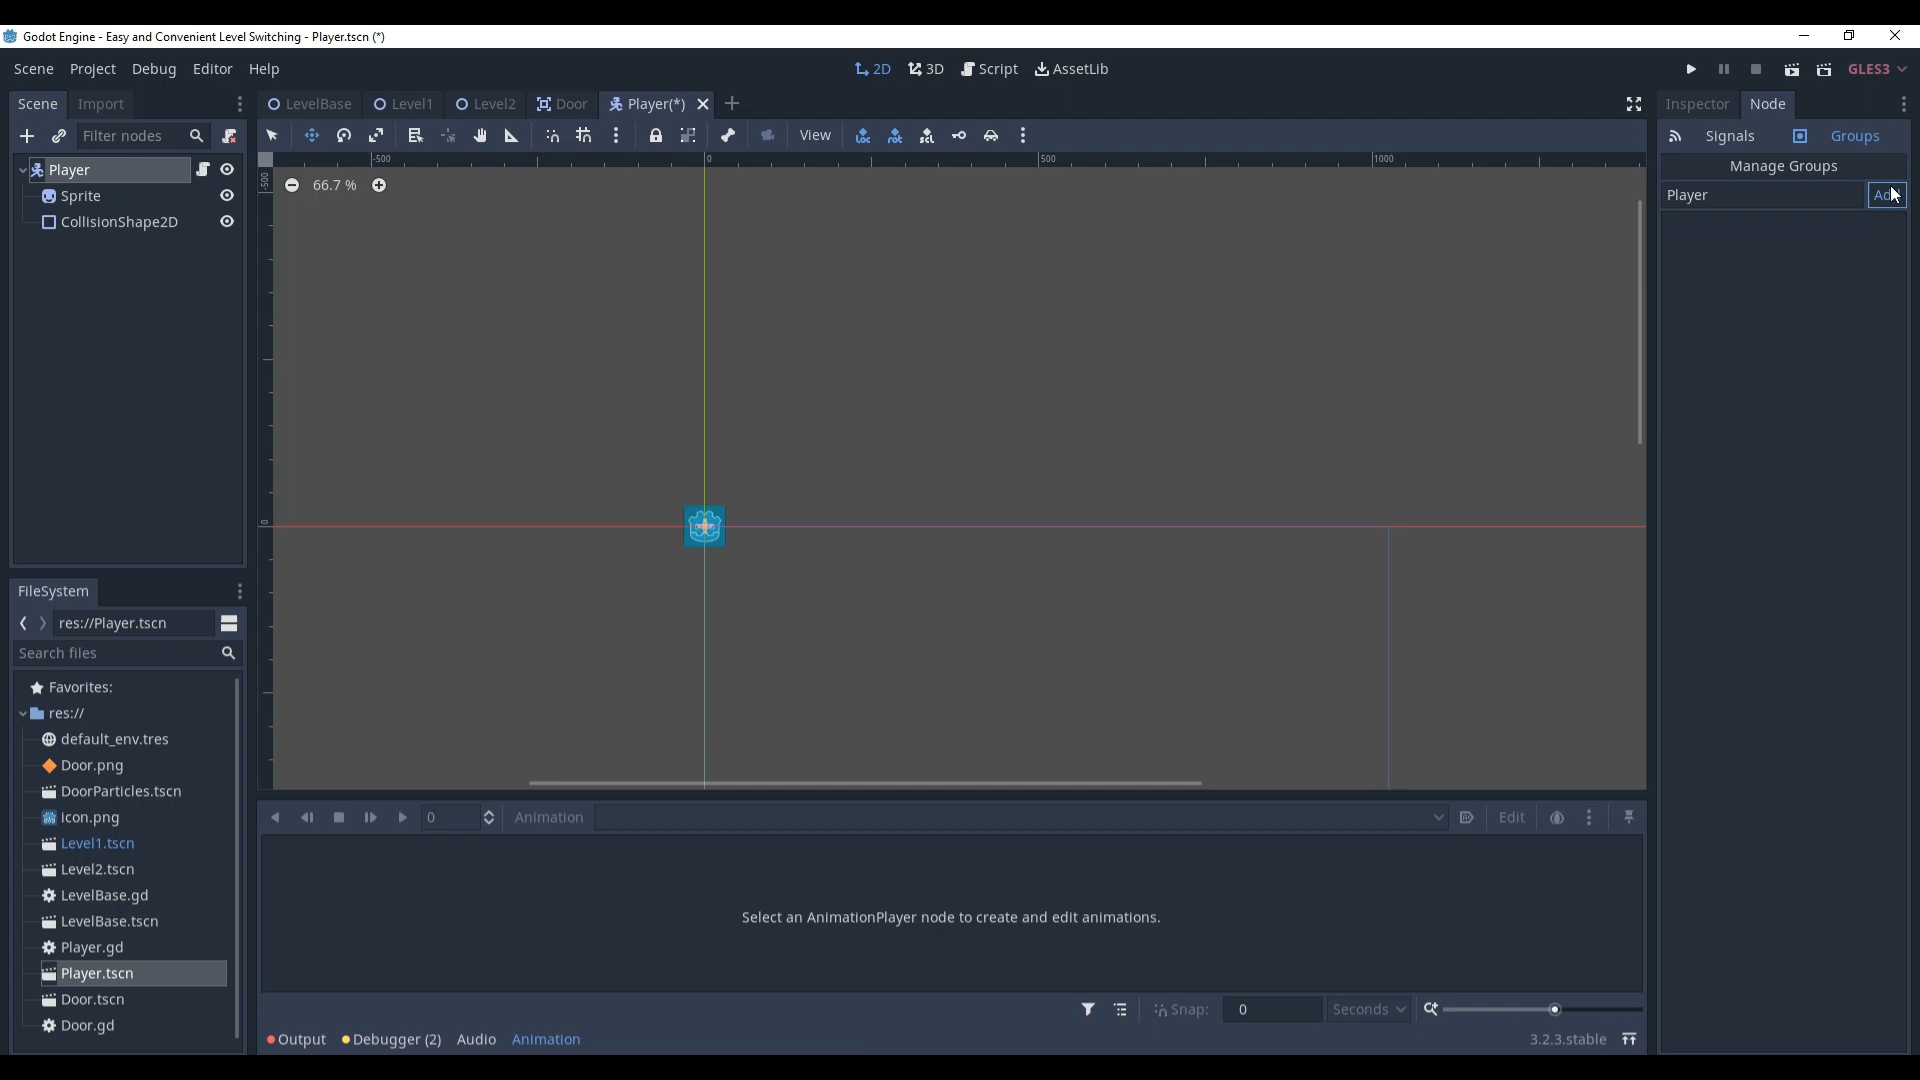 Godot Engine - Easy and Convenient Level Switching - Player.tscn (*)
Scene Project Debug Editor Help
2D 3D Script AssetLib
GLES3
Scene Import
LevelBase Level1 Level2 Door Player(*)
Inspector Node
Filter nodes
View
Signals Groups
Manage Groups
Player
Player
Sprite
CollisionShape2D
-500 0 500 1000
-500
0
66.7 %
FileSystem
res://Player.tscn
Search files
Favorites:
res://
default_env.tres
Door.png
DoorParticles.tscn
icon.png
Level1.tscn
Level2.tscn
LevelBase.gd
LevelBase.tscn
Player.gd
Player.tscn
Door.tscn
Door.gd
0 Animation Edit
Select an AnimationPlayer node to create and edit animations.
Snap: 0 Seconds
Output Debugger (2) Audio Animation
3.2.3.stable